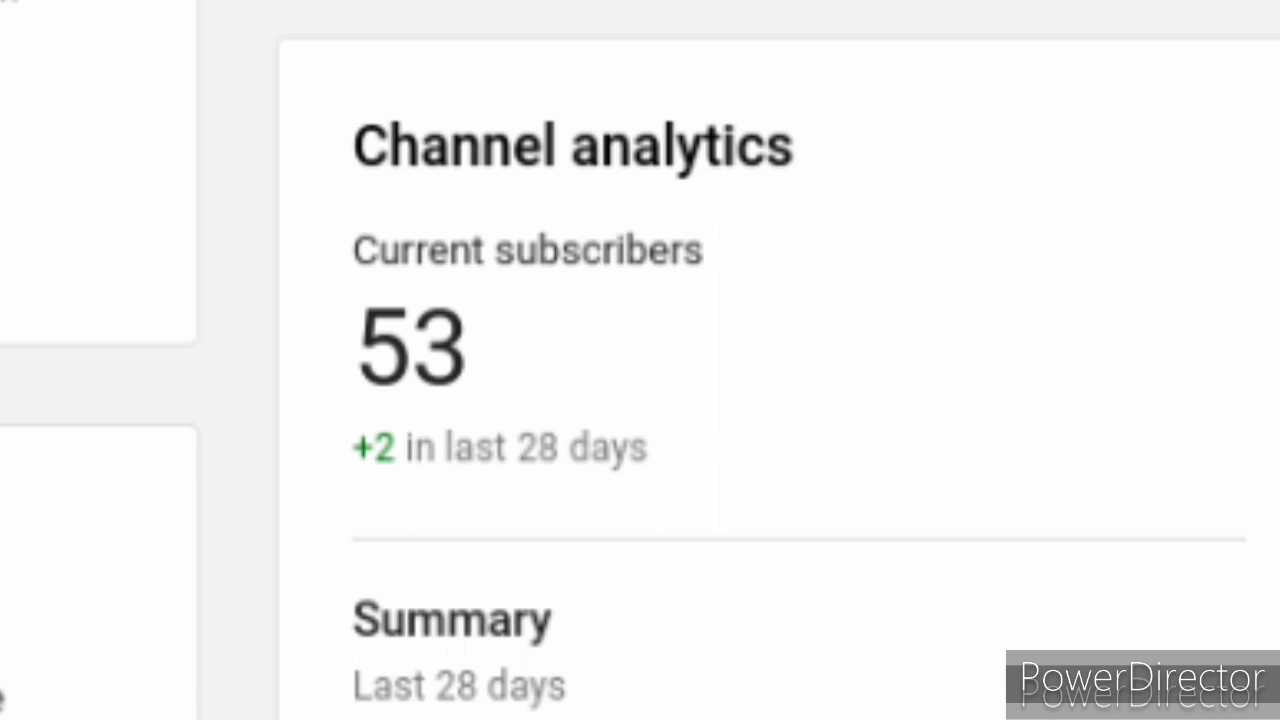 Channel analytics
Current subscribers
53
+2 in last 28 days
Summary
Last 28 days
PowerDirector